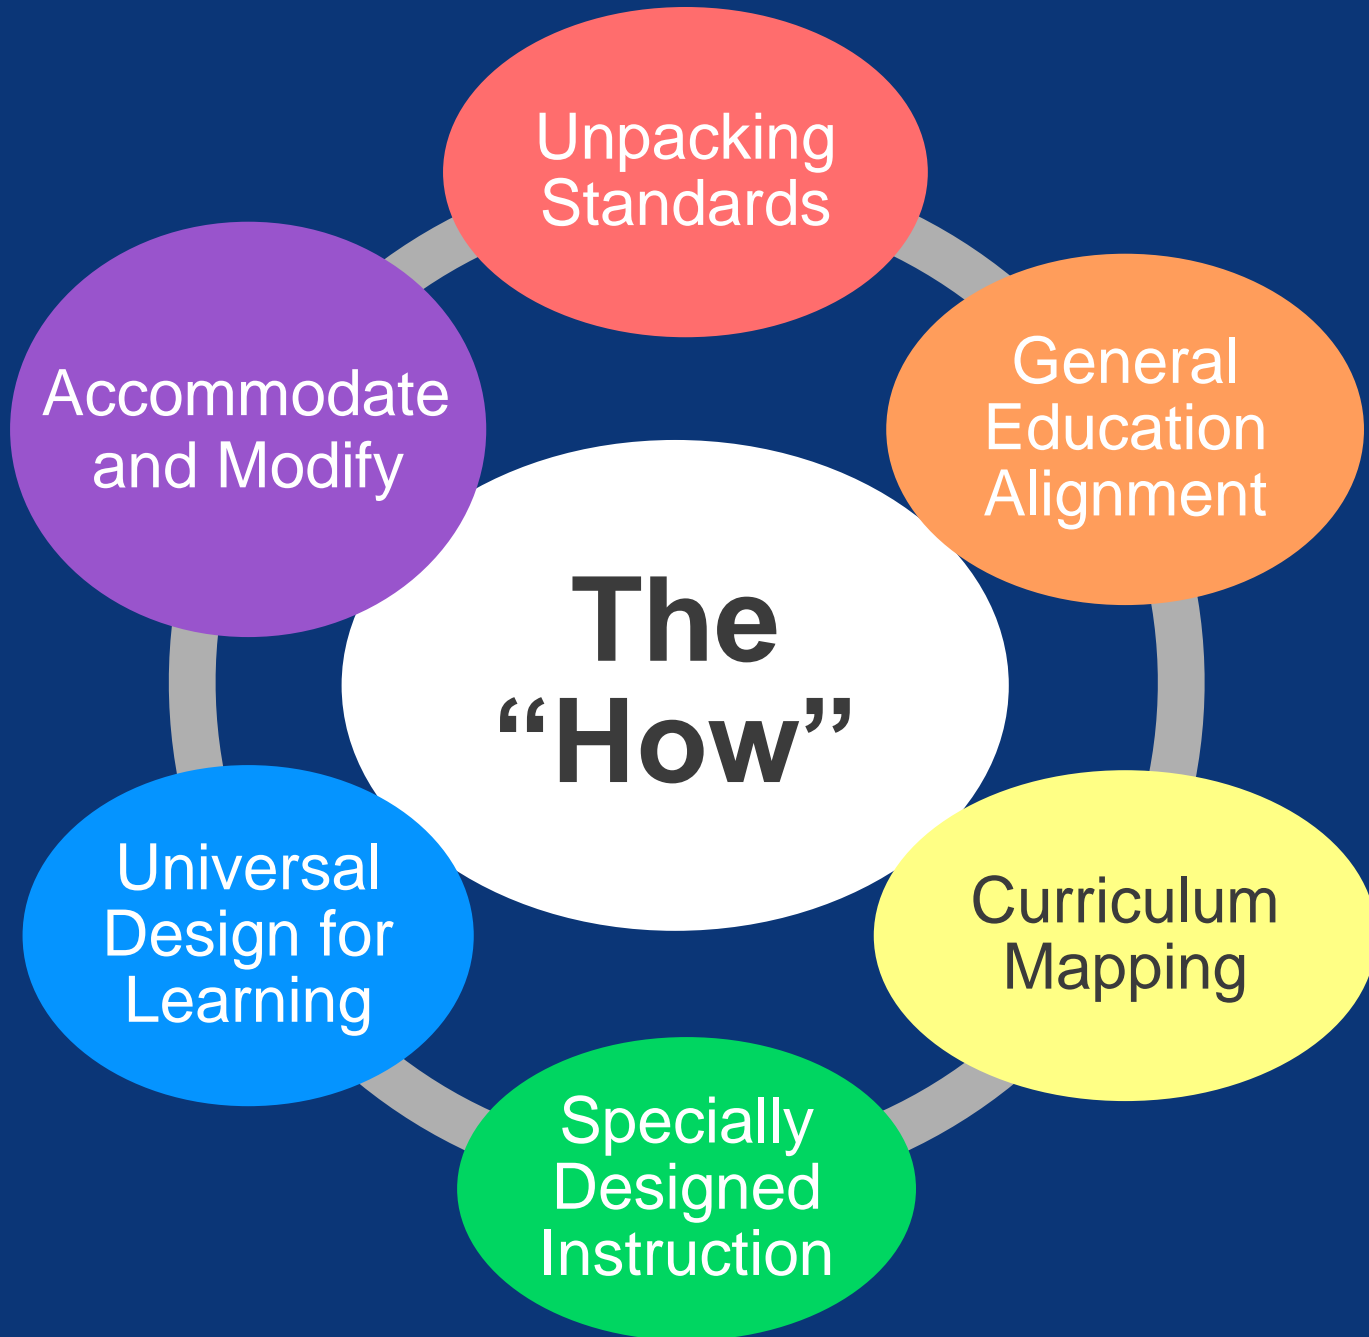 Unpacking
Standards
General
Education
Alignment
Curriculum
Mapping
Specially
Designed
Instruction
Universal
Design for
Learning
Accommodate
and Modify
The
“How”